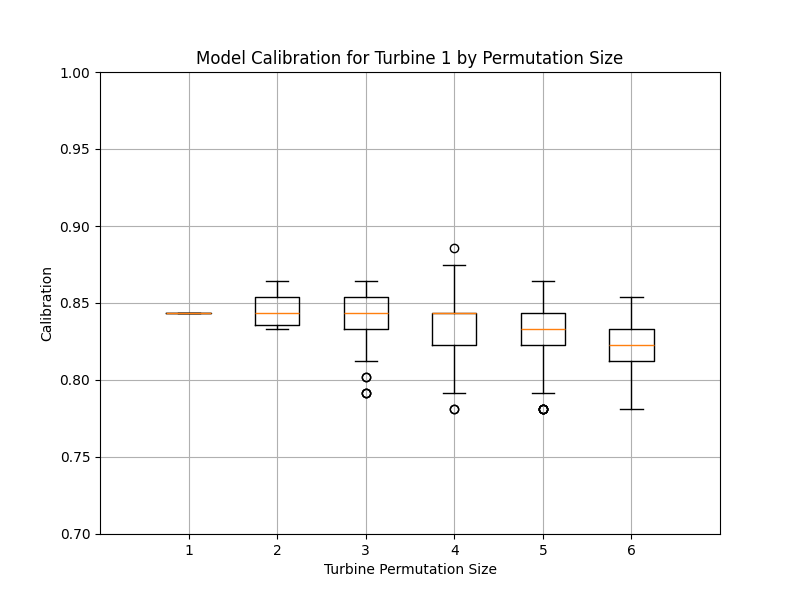 Model Calibration for Turbine 1 by Permutation Size
1.00
0.95
0.90
0.85
0.80
0.75
0.70
Calibration
1 2 3 4 5 6
Turbine Permutation Size